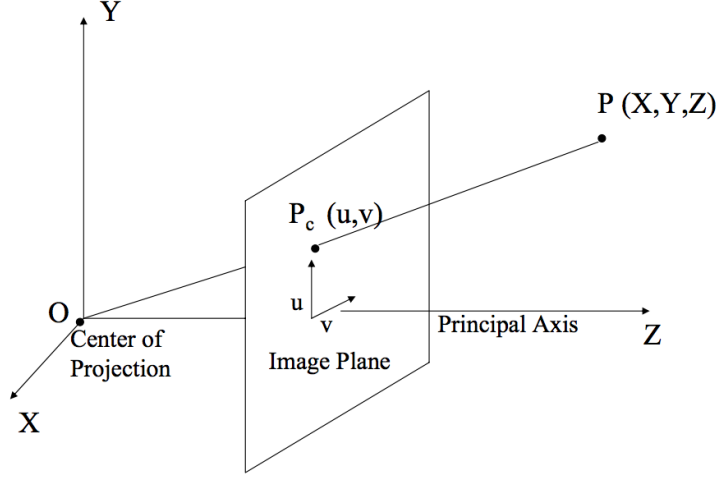 Y
P (X,Y,Z)
P_c (u,v)
O
u
v
Center of
Projection
Principal Axis
Z
Image Plane
X